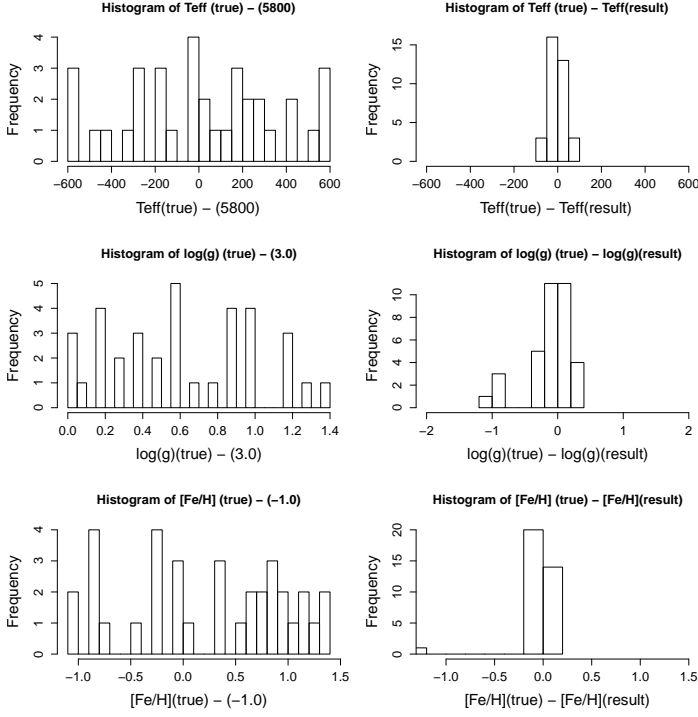 Histogram of Teff (true) − (5800)
Frequency
0 1 2 3 4
−600 −400 −200 0 200 400 600
Teff(true) − (5800)
Histogram of Teff (true) − Teff(result)
Frequency
0 5 10 15
−600 −400 −200 0 200 400 600
Teff(true) − Teff(result)
Histogram of log(g) (true) − (3.0)
Frequency
0 1 2 3 4 5
0.0 0.2 0.4 0.6 0.8 1.0 1.2 1.4
log(g)(true) − (3.0)
Histogram of log(g) (true) − log(g)(result)
Frequency
0 2 4 6 8 10
−2 −1 0 1 2
log(g)(true) − log(g)(result)
Histogram of [Fe/H] (true) − (−1.0)
Frequency
0 1 2 3 4
−1.0 −0.5 0.0 0.5 1.0 1.5
[Fe/H](true) − (−1.0)
Histogram of [Fe/H] (true) − [Fe/H](result)
Frequency
0 5 10 15 20
−1.0 −0.5 0.0 0.5 1.0 1.5
[Fe/H](true) − [Fe/H](result)